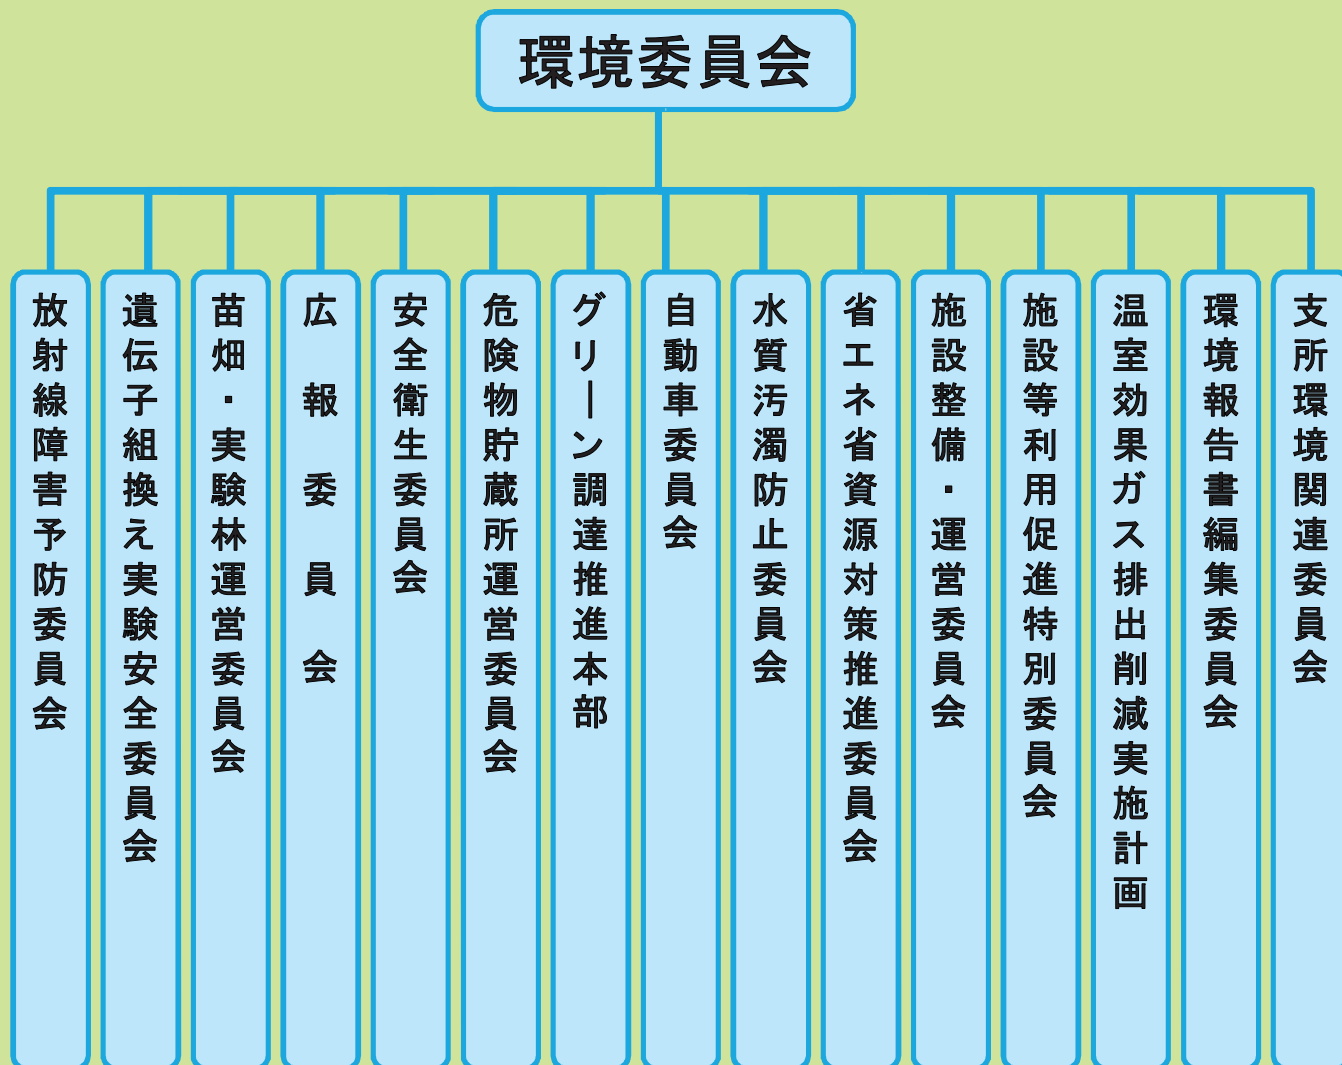 環境委員会
支所環境関連委員会
環境報告書編集委員会
温室効果ガス排出削減実施計画
施設等利用促進特別委員会
施設整備・運営委員会
省エネ省資源対策推進委員会
水質汚濁防止委員会
自動車委員会
グリーン調達推進本部
危険物貯蔵所運営委員会
安全衛生委員会
広報委員会
苗畑・実験林運営委員会
遺伝子組換え実験安全委員会
放射線障害予防委員会